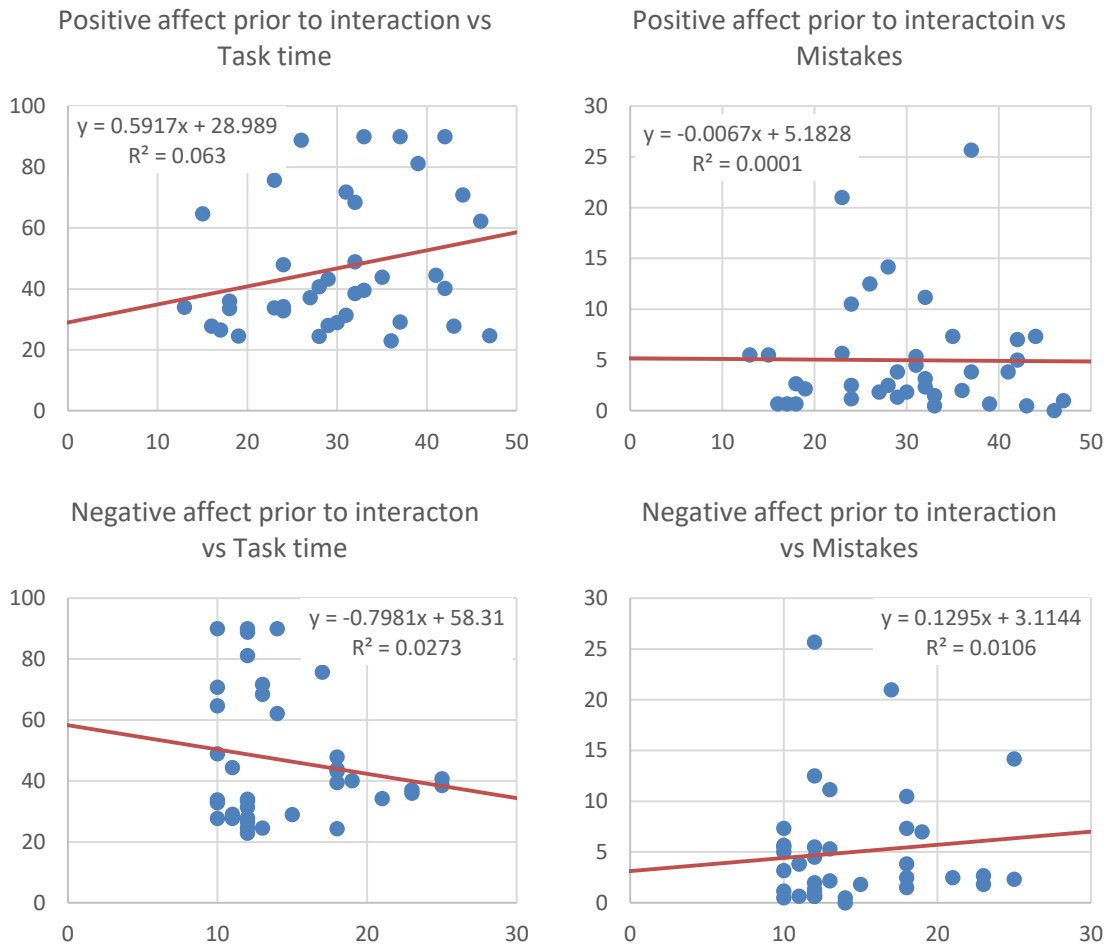 Positive affect prior to interaction vs
Task time
100
80
60
40
20
0
0 10 20 30 40 50
y = 0.5917x + 28.989
R² = 0.063
Positive affect prior to interactoin vs
Mistakes
30
25
20
15
10
5
0
0 10 20 30 40 50
y = -0.0067x + 5.1828
R² = 0.0001
Negative affect prior to interacton
vs Task time
100
80
60
40
20
0
0 10 20 30
y = -0.7981x + 58.31
R² = 0.0273
Negative affect prior to interaction
vs Mistakes
30
25
20
15
10
5
0
0 10 20 30
y = 0.1295x + 3.1144
R² = 0.0106